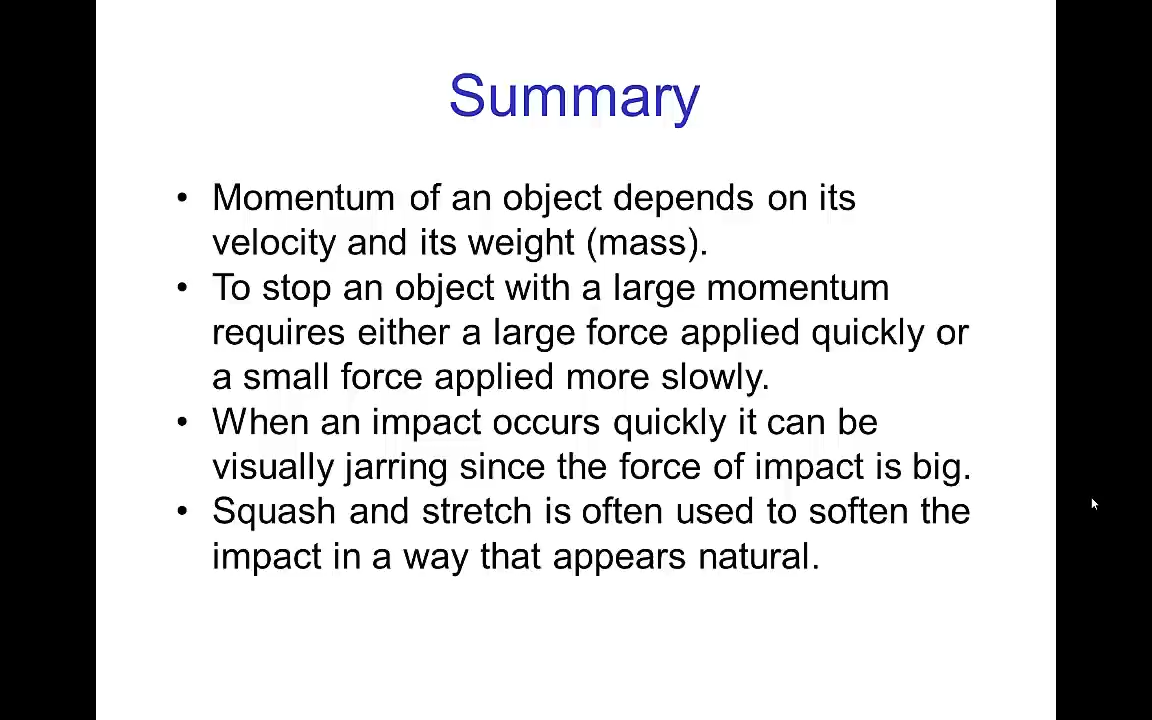 Summary
• Momentum of an object depends on its
velocity and its weight (mass).
• To stop an object with a large momentum
requires either a large force applied quickly or
a small force applied more slowly.
• When an impact occurs quickly it can be
visually jarring since the force of impact is big.
• Squash and stretch is often used to soften the
impact in a way that appears natural.